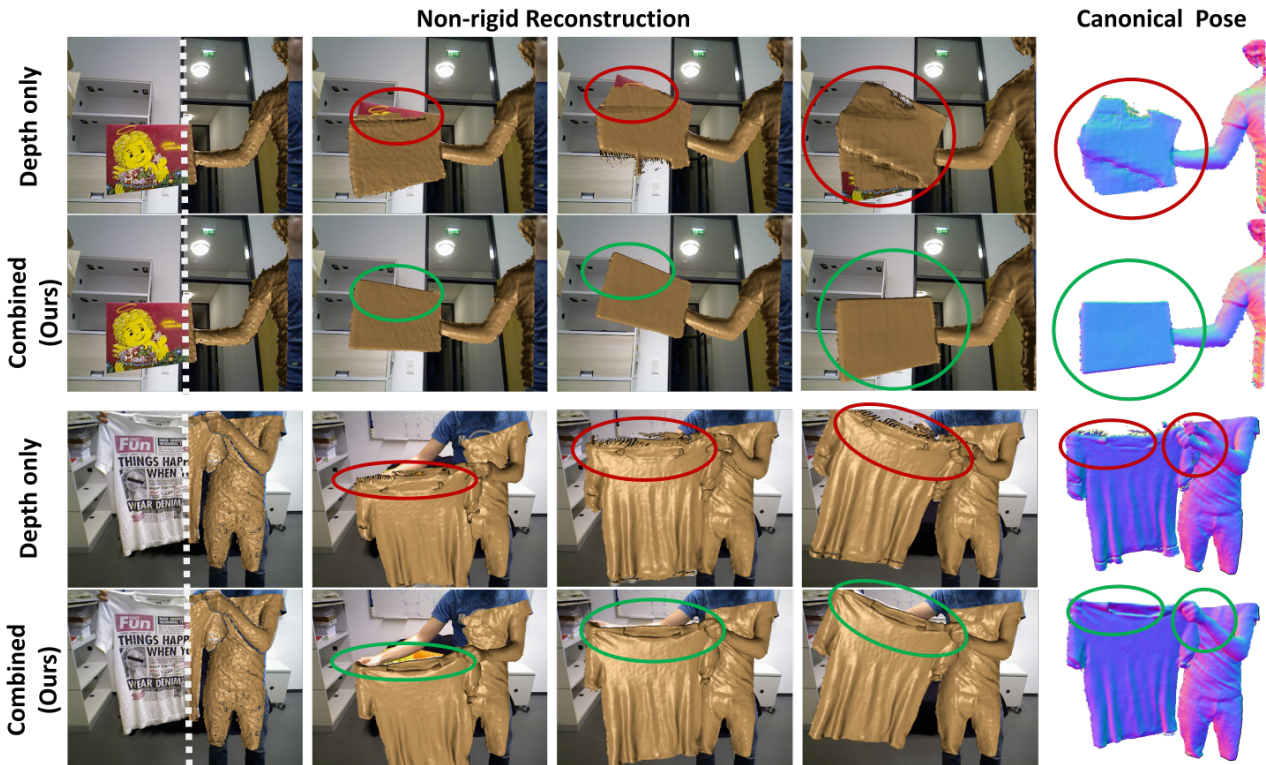 Non-rigid Reconstruction
Canonical Pose
Depth only
Combined
(Ours)
Depth only
Fun
THINGS HAPP
WHEN Y
WEAR DENIM
Combined
(Ours)
Fun
THINGS HAPP
WHEN Y
WEAR DENIM